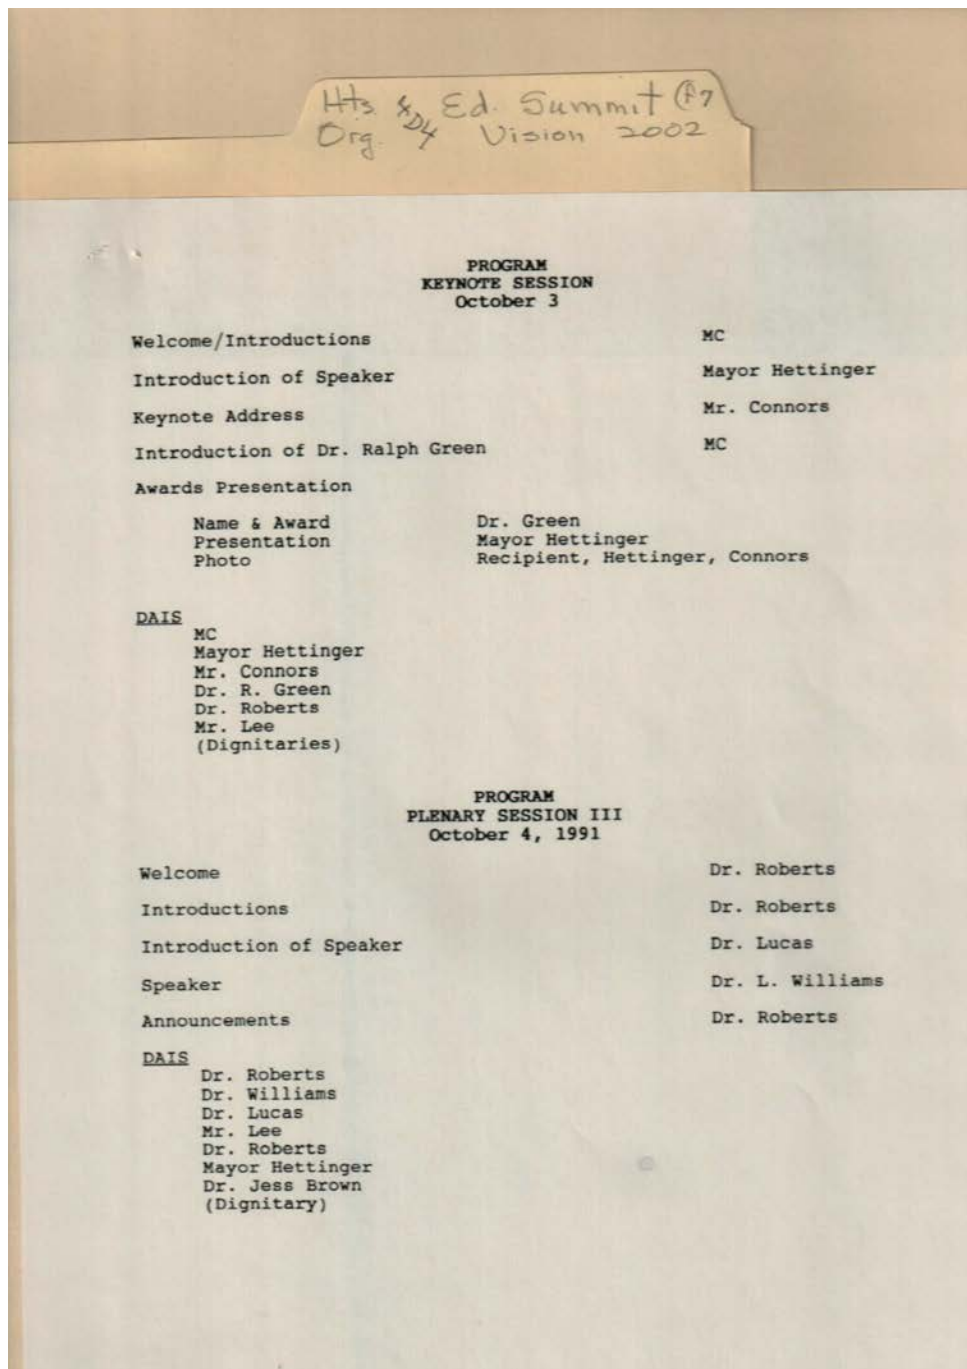 Hts. & Ed. Summit
Org. D4 Vision 2002
PROGRAM
KEYNOTE SESSION
October 3
Welcome/Introductions MC
Introduction of Speaker Mayor Hettinger
Keynote Address Mr. Connors
Introduction of Dr. Ralph Green MC
Awards Presentation
Name & Award Dr. Green
Presentation Mayor Hettinger
Photo Recipient, Hettinger, Connors
DAIS
MC
Mayor Hettinger
Mr. Connors
Dr. R. Green
Dr. Roberts
Mr. Lee
(Dignitaries)
PROGRAM
PLENARY SESSION III
October 4, 1991
Welcome Dr. Roberts
Introductions Dr. Roberts
Introduction of Speaker Dr. Lucas
Speaker Dr. L. Williams
Announcements Dr. Roberts
DAIS
Dr. Roberts
Dr. Williams
Dr. Lucas
Mr. Lee
Dr. Roberts
Mayor Hettinger
Dr. Jess Brown
(Dignitary)